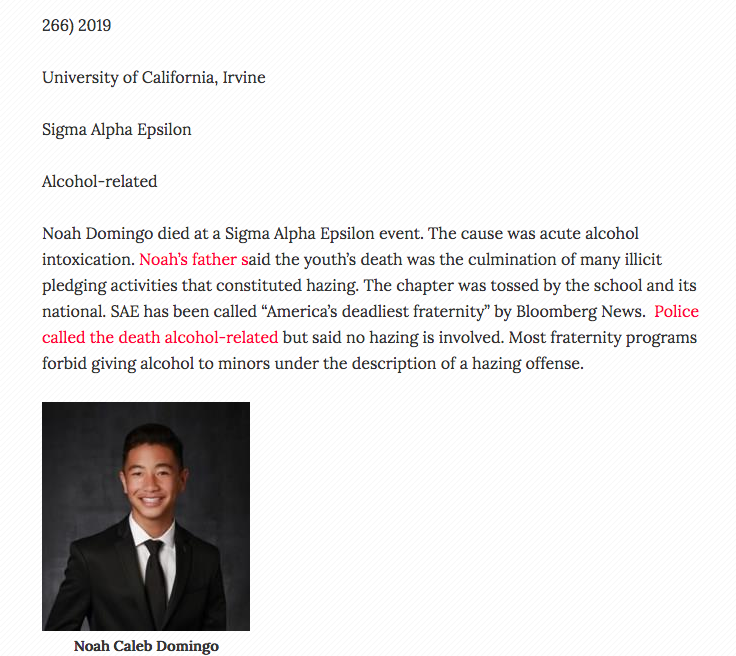 266) 2019
University of California, Irvine
Sigma Alpha Epsilon
Alcohol-related
Noah Domingo died at a Sigma Alpha Epsilon event. The cause was acute alcohol
intoxication. Noah’s father said the youth’s death was the culmination of many illicit
pledging activities that constituted hazing. The chapter was tossed by the school and its
national. SAE has been called “America’s deadliest fraternity” by Bloomberg News.  Police
called the death alcohol-related but said no hazing is involved. Most fraternity programs
forbid giving alcohol to minors under the description of a hazing offense.
Noah Caleb Domingo